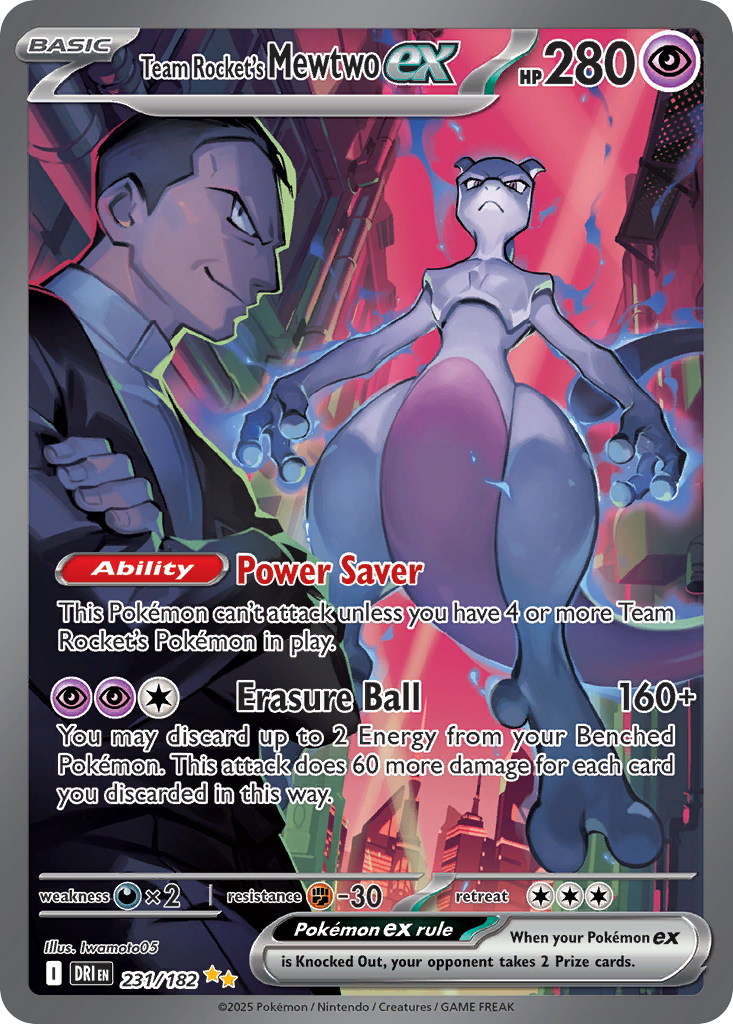 BASIC
Team Rocket's Mewtwo ex HP 280
Ability Power Saver
This Pokémon can't attack unless you have 4 or more Team
Rocket's Pokémon in play.
Erasure Ball 160+
You may discard up to 2 Energy from your Benched
Pokémon. This attack does 60 more damage for each card
you discarded in this way.
weakness ×2 resistance -30 retreat
Illus. Iwamoto05
Pokémon ex rule When your Pokémon ex
is Knocked Out, your opponent takes 2 Prize cards.
I DRI EN 231/182
©2025 Pokémon / Nintendo / Creatures / GAME FREAK